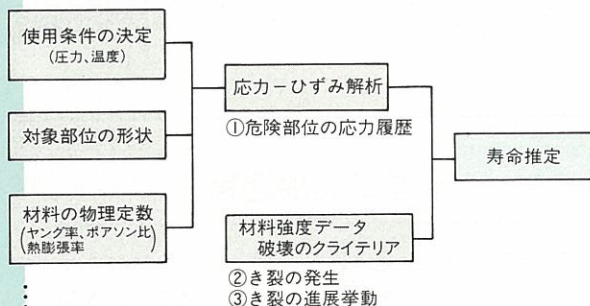 使用条件の決定
(圧力、温度)
対象部位の形状
材料の物理定数
(ヤング率、ポアソン比
熱膨張率)
応力－ひずみ解析
①危険部位の応力履歴
材料強度データ
破壊のクライテリア
②き裂の発生
③き裂の進展挙動
寿命推定